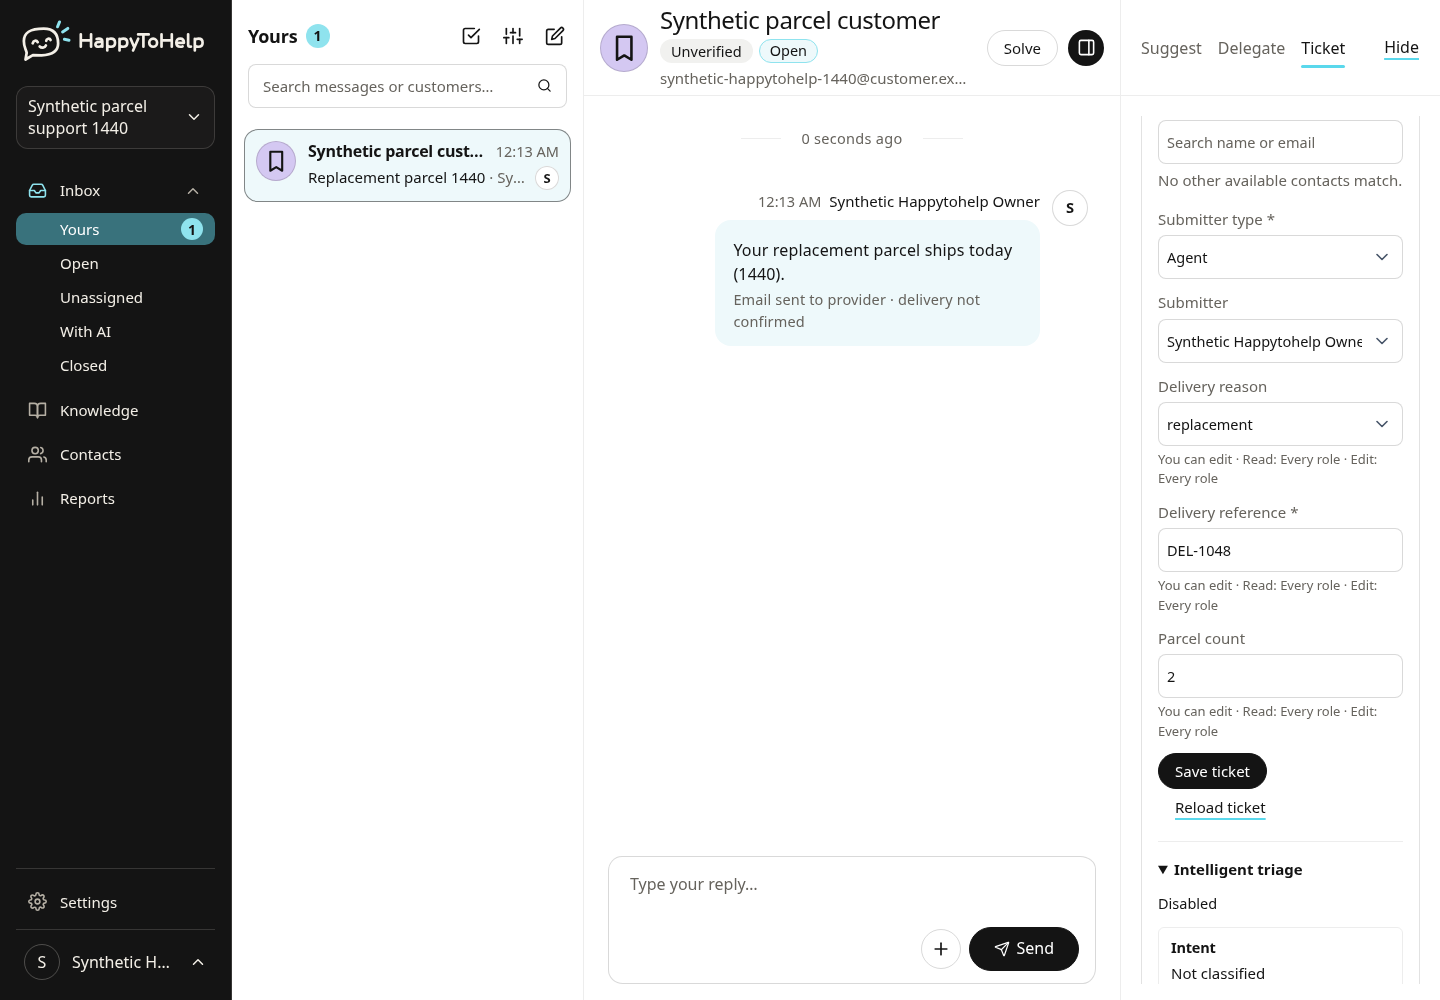 HappyToHelp
Synthetic parcel
support 1440
Inbox
Yours
1
Open
Unassigned
With AI
Closed
Knowledge
Contacts
Reports
Settings
S
Synthetic H...
Yours 1
Search messages or customers...
Synthetic parcel cust... 12:13 AM
Replacement parcel 1440 · Sy... S
Synthetic parcel customer
Unverified Open
synthetic-happytohelp-1440@customer.ex...
Solve
0 seconds ago
12:13 AM Synthetic Happytohelp Owner
S
Your replacement parcel ships today
(1440).
Email sent to provider · delivery not
confirmed
Type your reply...
Send
Suggest Delegate Ticket Hide
Search name or email
No other available contacts match.
Submitter type *
Agent
Submitter
Synthetic Happytohelp Owne
Delivery reason
replacement
You can edit · Read: Every role · Edit:
Every role
Delivery reference *
DEL-1048
You can edit · Read: Every role · Edit:
Every role
Parcel count
2
You can edit · Read: Every role · Edit:
Every role
Save ticket
Reload ticket
Intelligent triage
Disabled
Intent
Not classified